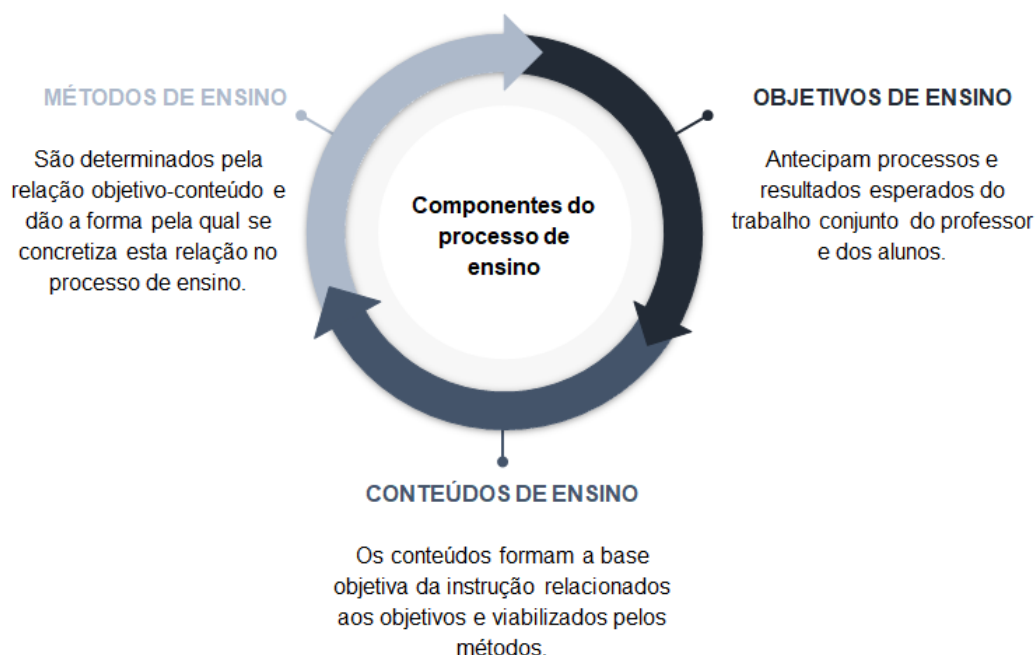 MÉTODOS DE ENSINO
São determinados pela
relação objetivo-conteúdo e
dão a forma pela qual se
concretiza esta relação no
processo de ensino.
Componentes do
processo de
ensino
OBJETIVOS DE ENSINO
Antecipam processos e
resultados esperados do
trabalho conjunto do professor
e dos alunos.
CONTEÚDOS DE ENSINO
Os conteúdos formam a base
objetiva da instrução relacionados
aos objetivos e viabilizados pelos
métodos.